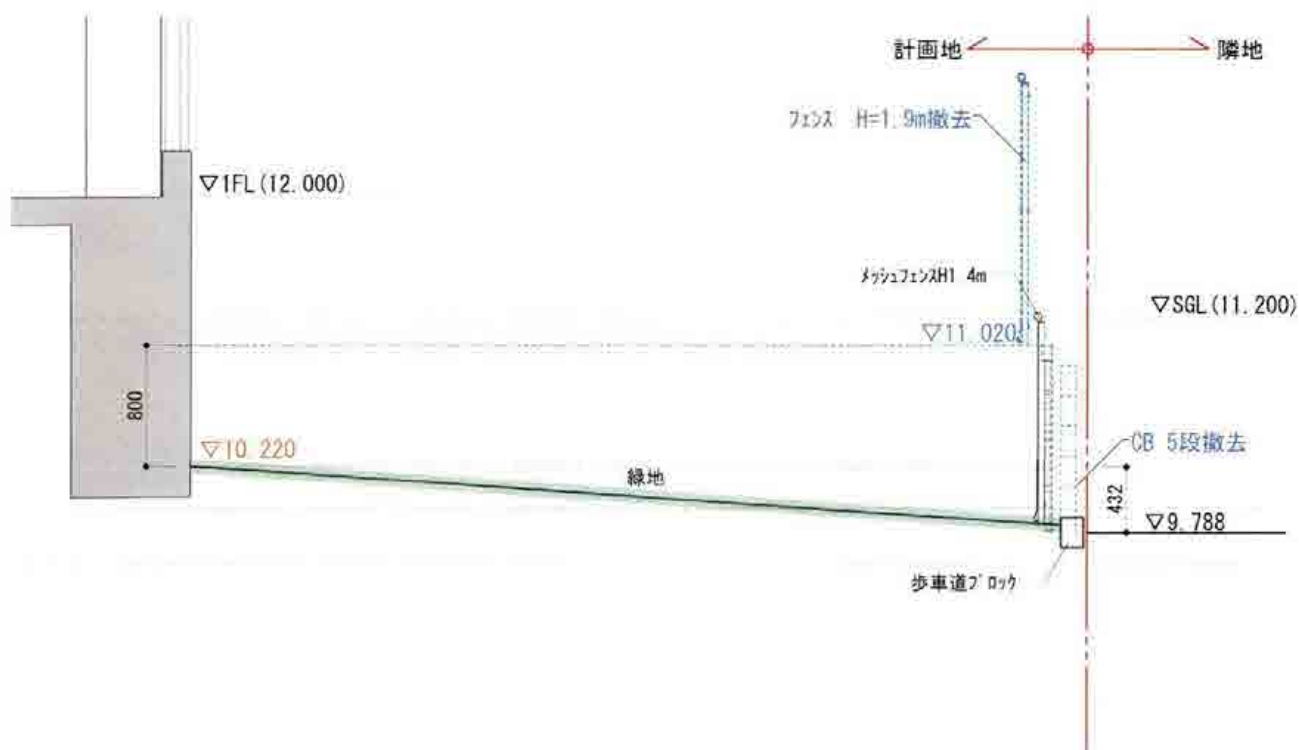 計画地
隣地
フェンス H=1.9m撤去
▽1FL(12.000)
メッシュフェンスH1 4m
▽SGL(11.200)
▽11.020
800
▽10.220
CB 5段撤去
緑地
432
▽9.788
歩車道ブロック